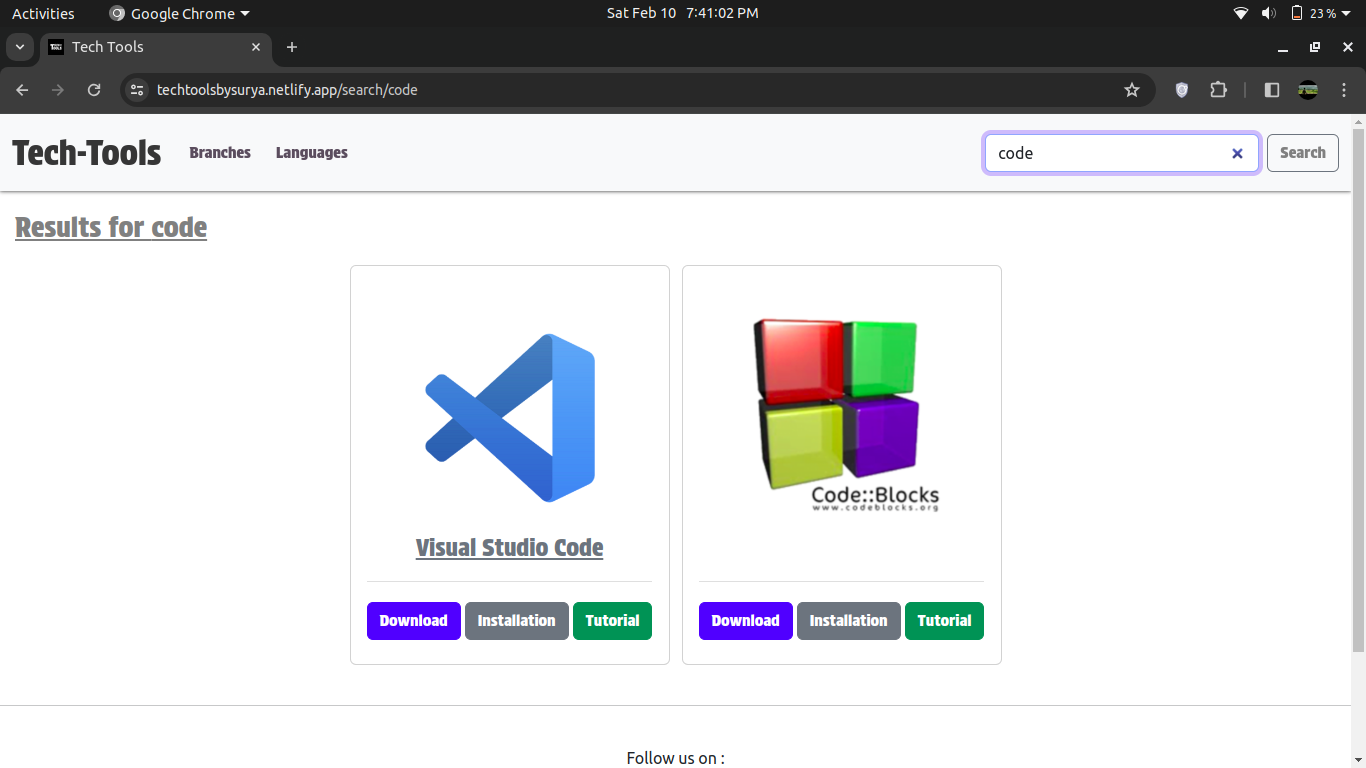 Activities Google Chrome Sat Feb 10 7:41:02 PM 23 %
Tech Tools
techtoolsbysurya.netlify.app/search/code
Tech-Tools Branches Languages code Search
Results for code
Code::Blocks
www.codeblocks.org
Visual Studio Code
Download Installation Tutorial Download Installation Tutorial
Follow us on :